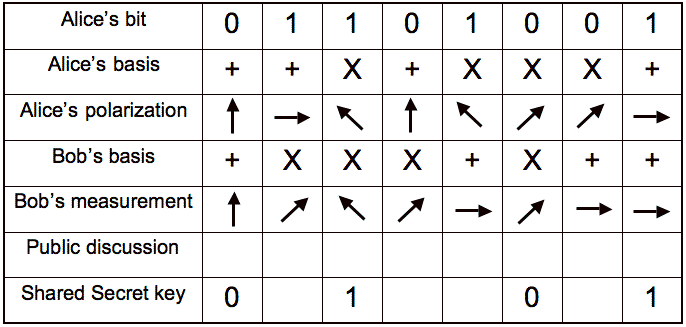 Alice's bit 0 1 1 0 1 0 0 1
Alice's basis + + X + X X X +
Alice's polarization ↑ → ↖ ↑ ↖ ↗ ↗ →
Bob's basis + X X X + X + +
Bob's measurement ↑ ↗ ↖ ↗ → ↗ → →
Public discussion
Shared Secret key 0 1 0 1